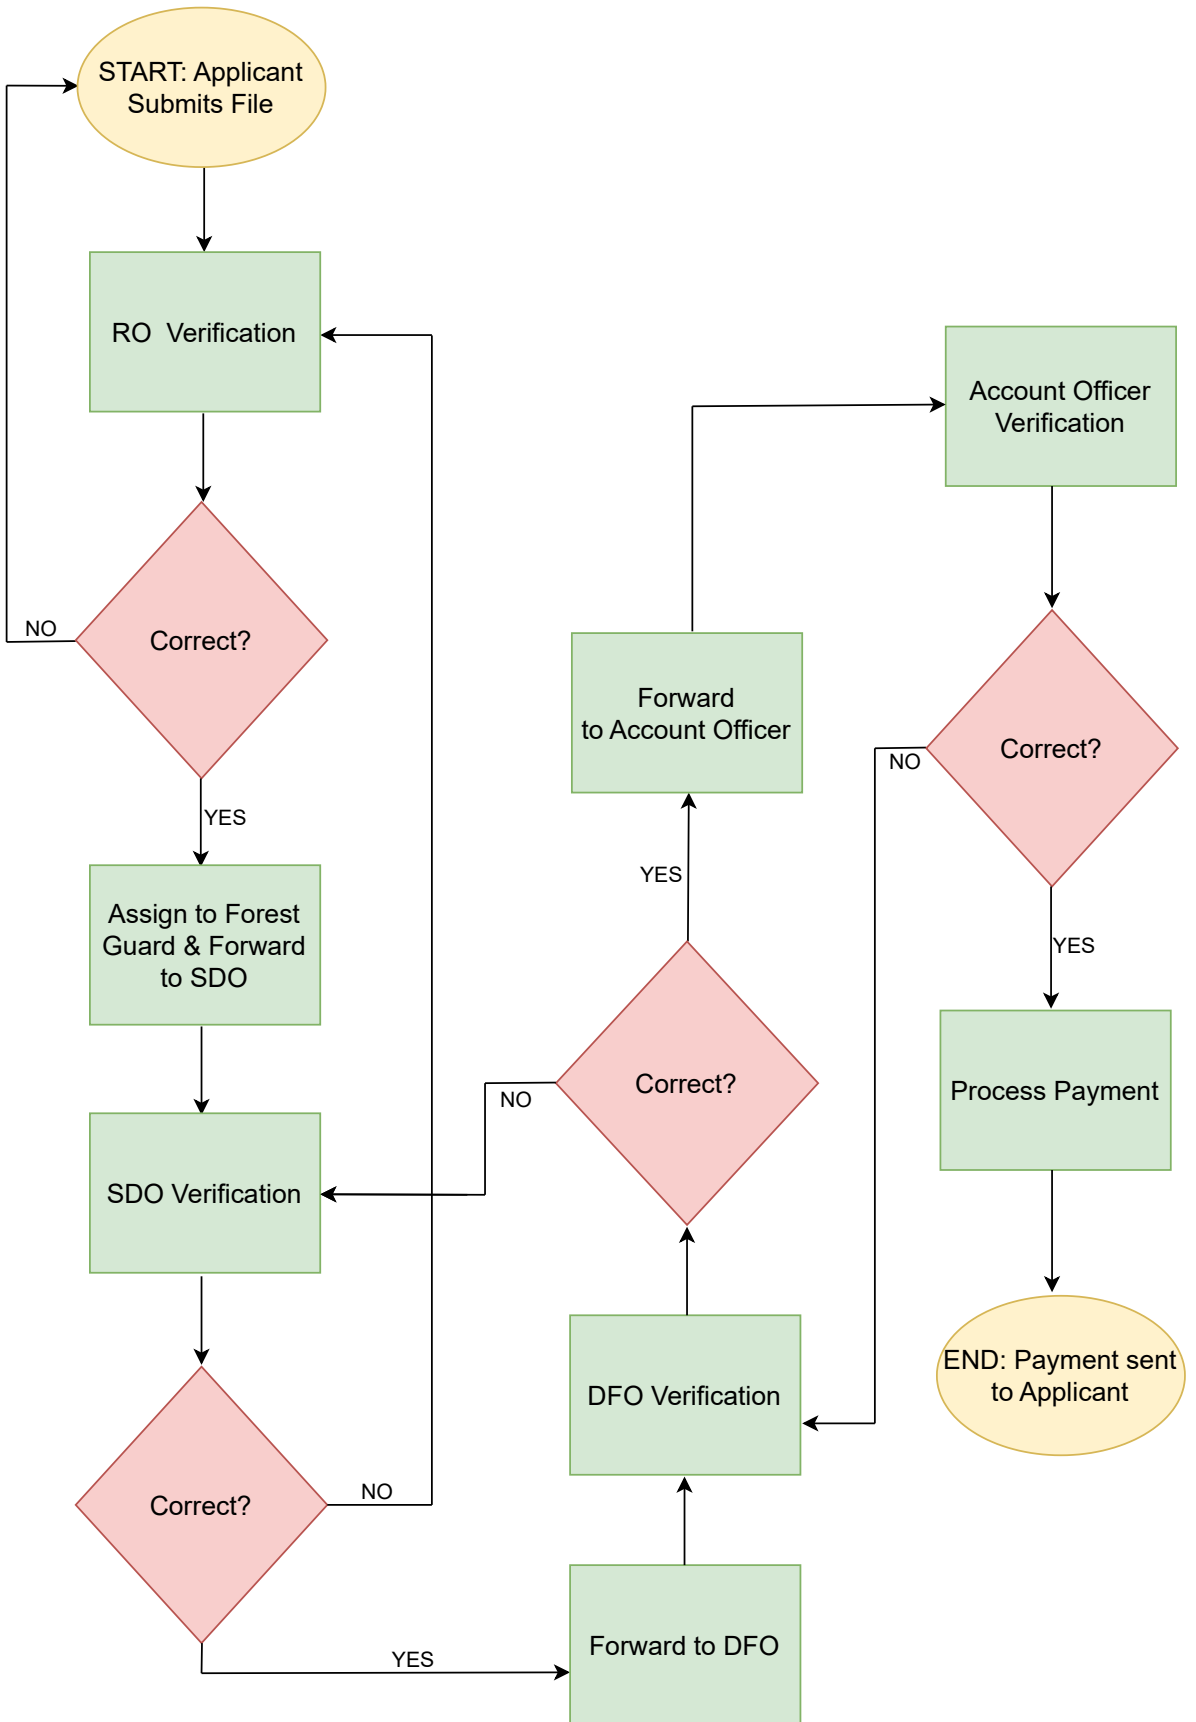 START: Applicant
Submits File
RO  Verification
Correct?
NO
YES
Assign to Forest
Guard & Forward
to SDO
SDO Verification
Correct?
NO
YES
Forward to DFO
DFO Verification
Correct?
NO
YES
Forward
to Account Officer
Account Officer
Verification
Correct?
NO
YES
Process Payment
END: Payment sent
to Applicant